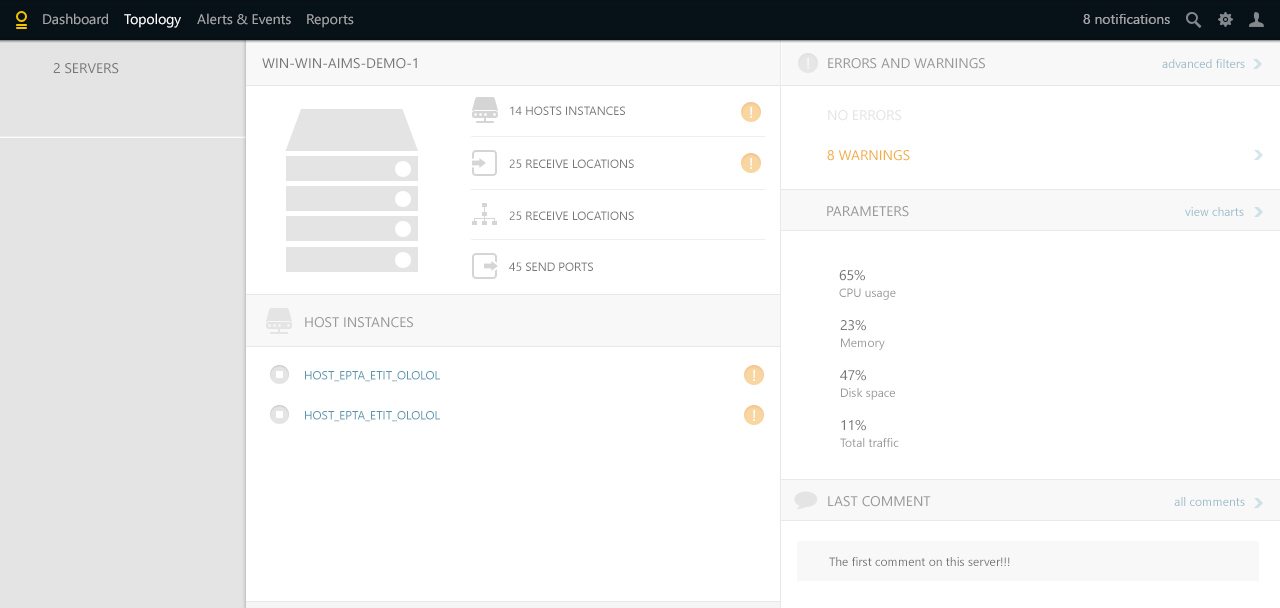 Dashboard Topology Alerts & Events Reports 8 notifications
2 SERVERS
WIN-WIN-AIMS-DEMO-1
14 HOSTS INSTANCES
25 RECEIVE LOCATIONS
25 RECEIVE LOCATIONS
45 SEND PORTS
HOST INSTANCES
HOST_EPTA_ETIT_OLOLOL
HOST_EPTA_ETIT_OLOLOL
ERRORS AND WARNINGS advanced filters
NO ERRORS
8 WARNINGS
PARAMETERS view charts
65%
CPU usage
23%
Memory
47%
Disk space
11%
Total traffic
LAST COMMENT all comments
The first comment on this server!!!